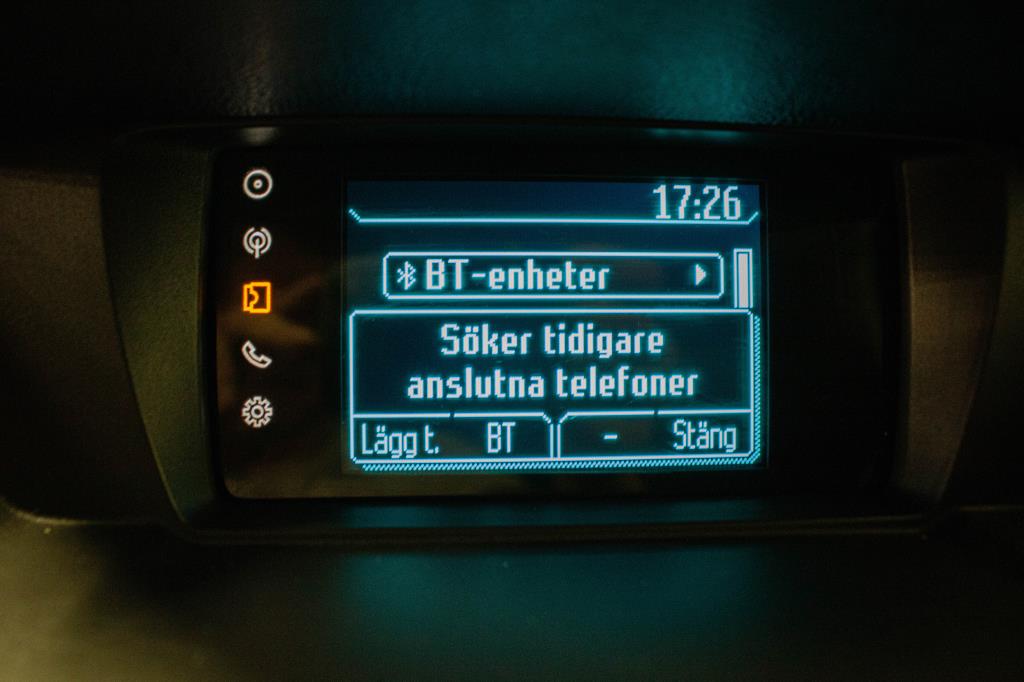 17:26
BT-enheter
Söker tidigare
anslutna telefoner
Lägg t. BT - Stäng